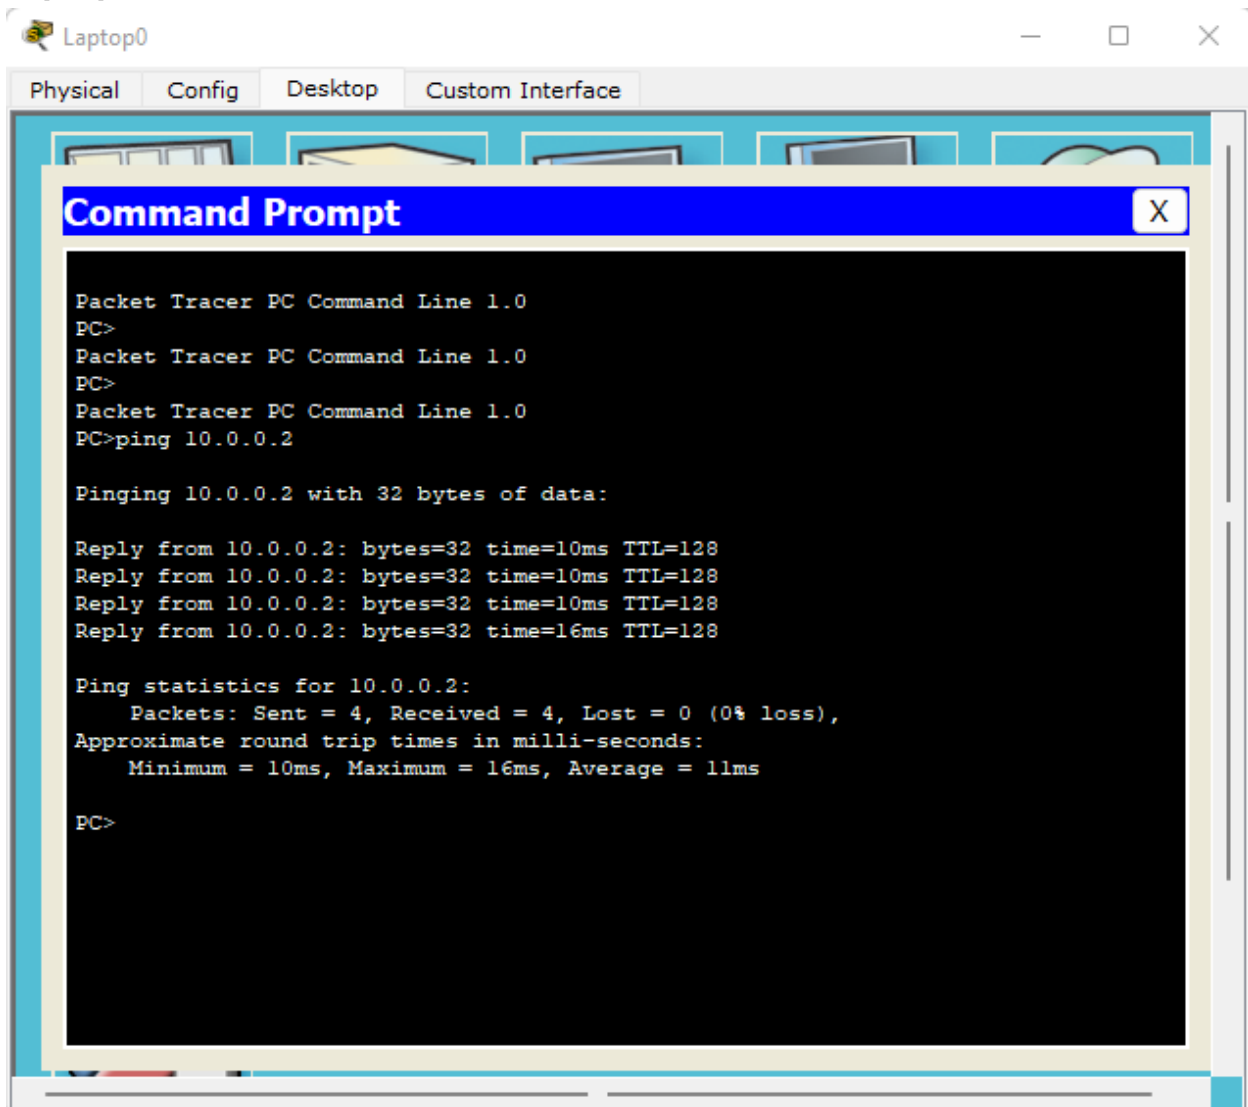 Laptop0
Physical Config Desktop Custom Interface
Command Prompt X
Packet Tracer PC Command Line 1.0
PC>
Packet Tracer PC Command Line 1.0
PC>
Packet Tracer PC Command Line 1.0
PC>ping 10.0.0.2
Pinging 10.0.0.2 with 32 bytes of data:
Reply from 10.0.0.2: bytes=32 time=10ms TTL=128
Reply from 10.0.0.2: bytes=32 time=10ms TTL=128
Reply from 10.0.0.2: bytes=32 time=10ms TTL=128
Reply from 10.0.0.2: bytes=32 time=16ms TTL=128
Ping statistics for 10.0.0.2:
Packets: Sent = 4, Received = 4, Lost = 0 (0% loss),
Approximate round trip times in milli-seconds:
Minimum = 10ms, Maximum = 16ms, Average = 11ms
PC>